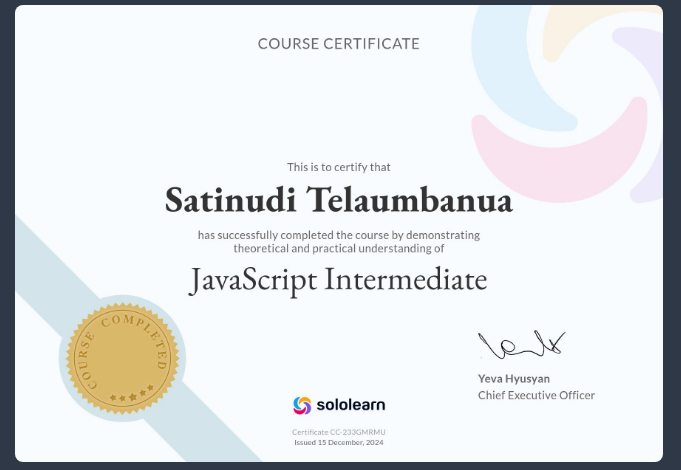 COURSE CERTIFICATE
This is to certify that
Satinudi Telaumbanua
has successfully completed the course by demonstrating
theoretical and practical understanding of
JavaScript Intermediate
COURSE COMPLETED
Yeva Hyusyan
Chief Executive Officer
sololearn
Certificate CC-233GMRMU
Issued 15 December, 2024